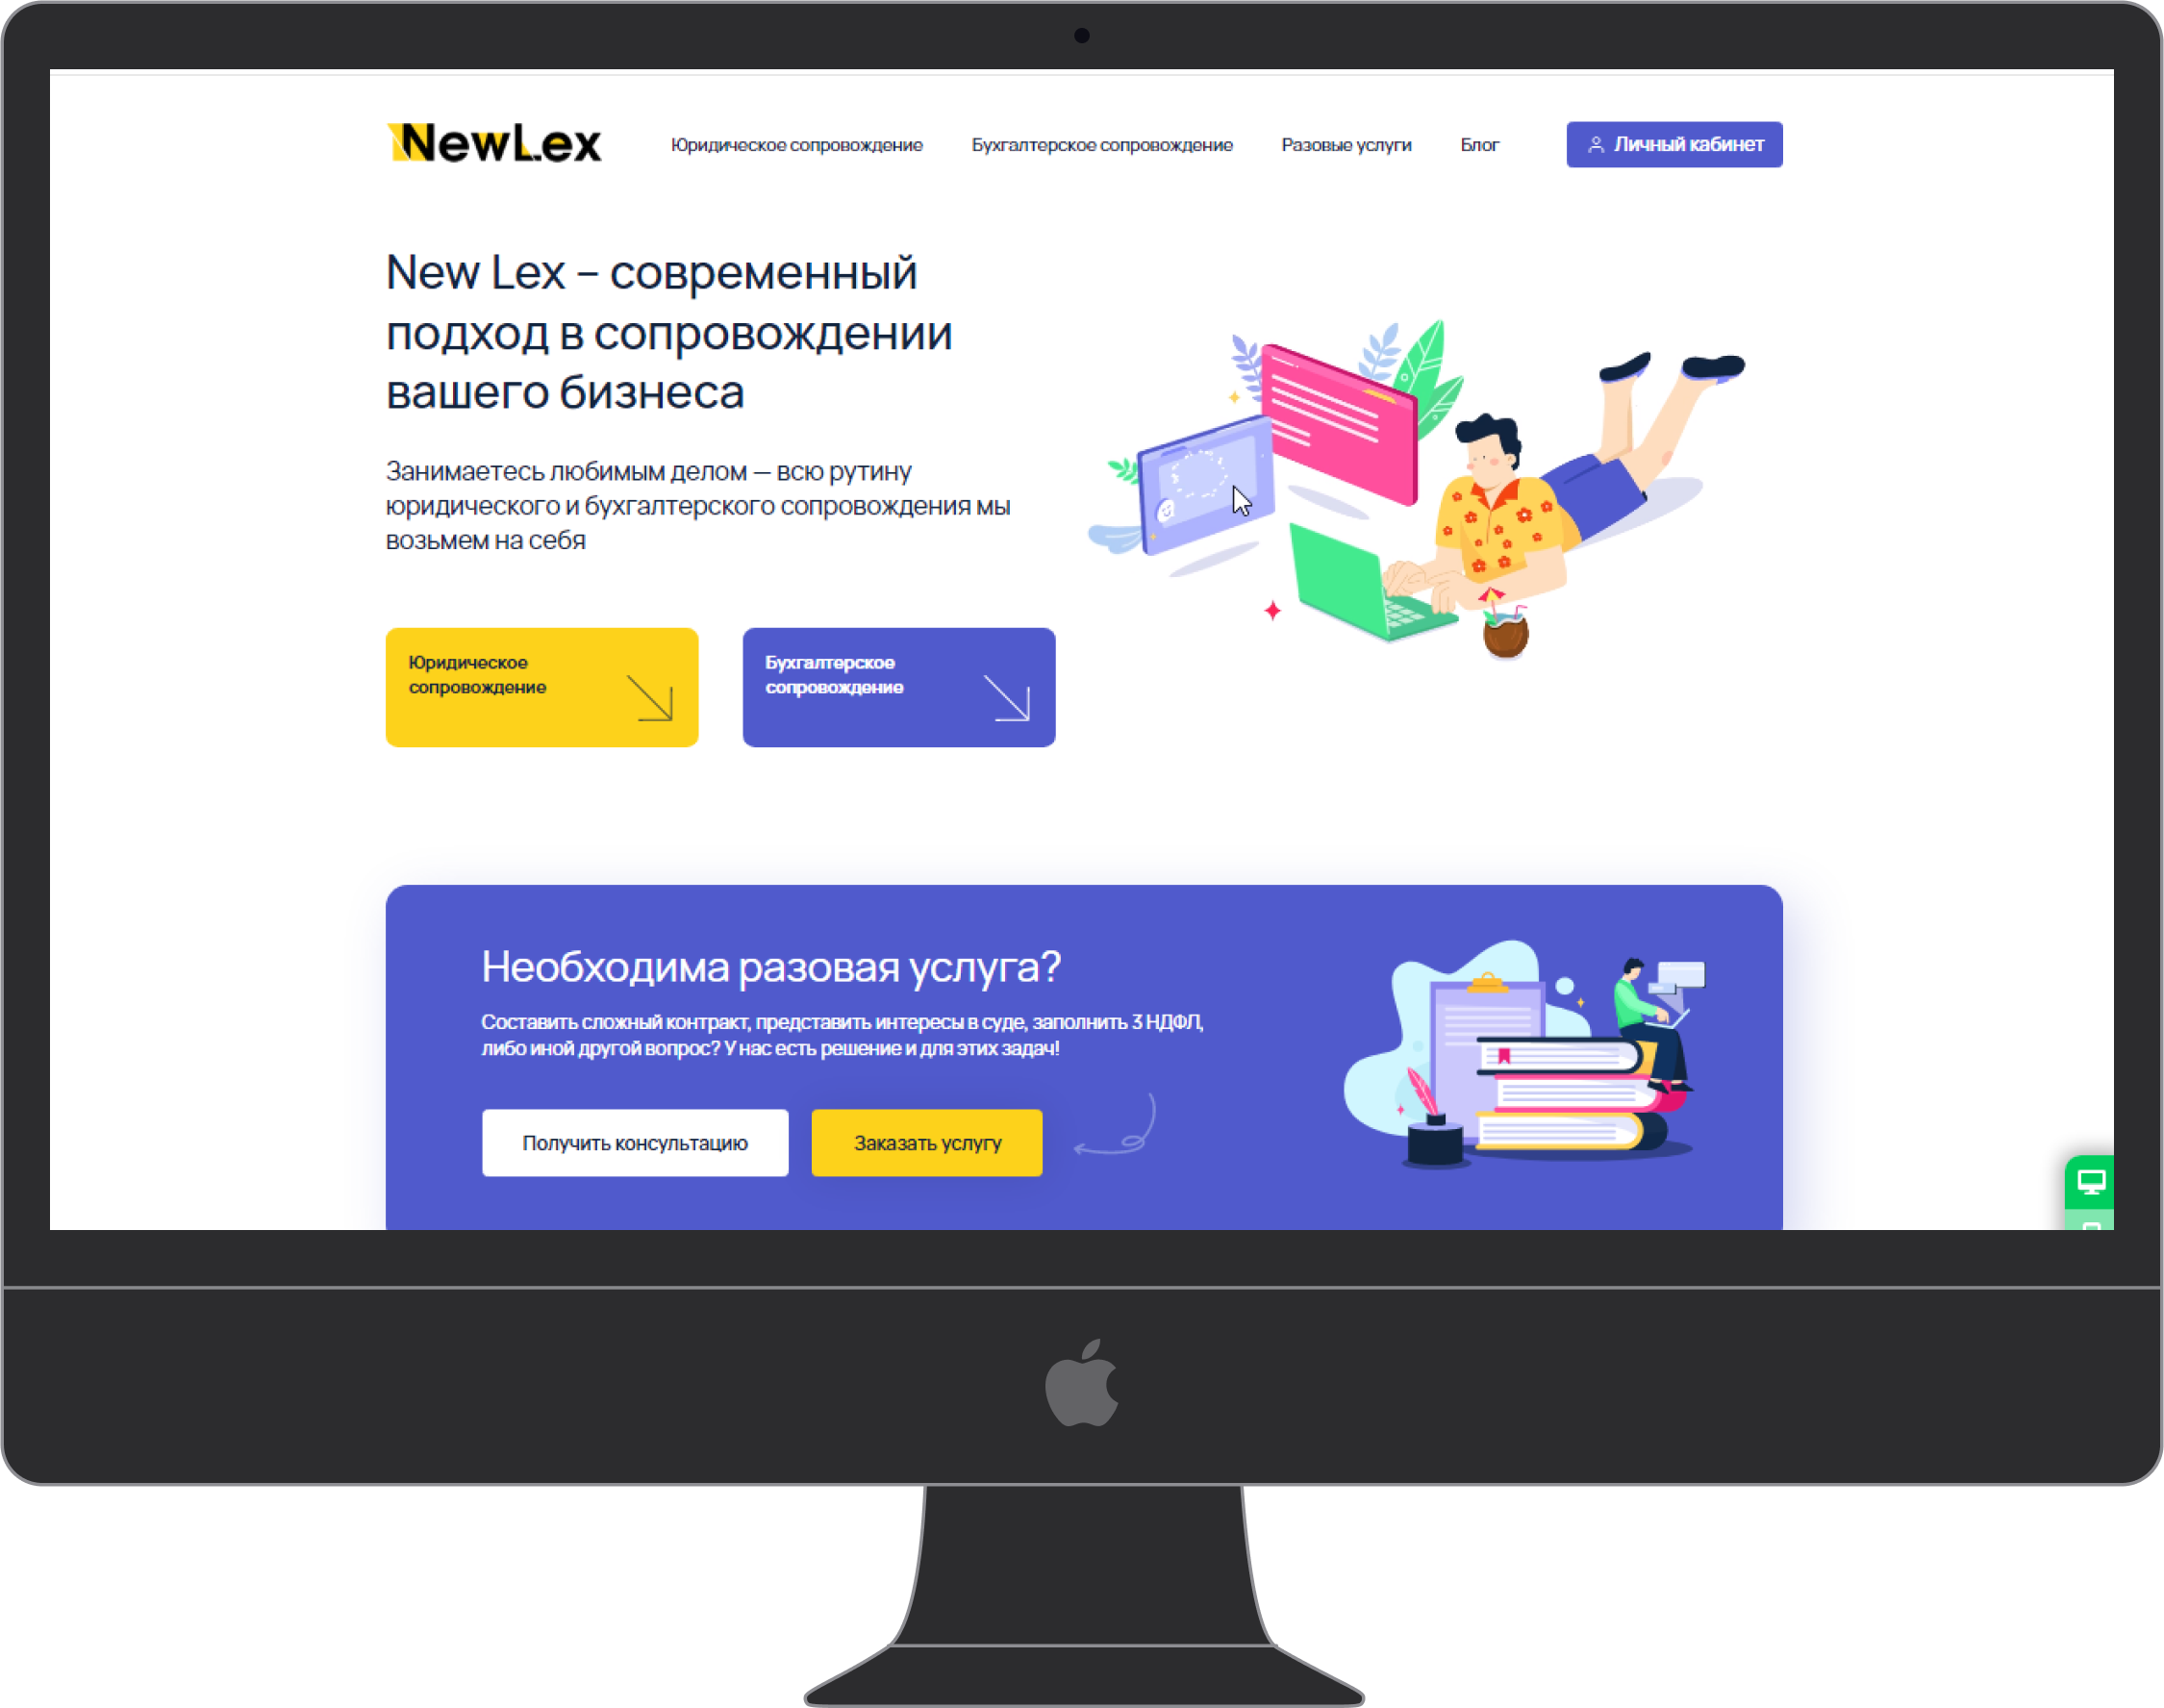 NewLex
Юридическое сопровождение
Бухгалтерское сопровождение
Разовые услуги
Блог
Личный кабинет
New Lex – современный
подход в сопровождении
вашего бизнеса
Занимаетесь любимым делом — всю рутину
юридического и бухгалтерского сопровождения мы
возьмем на себя
Юридическое
сопровождение
Бухгалтерское
сопровождение
Необходима разовая услуга?
Составить сложный контракт, представить интересы в суде, заполнить 3 НДФЛ,
либо иной другой вопрос? У нас есть решение и для этих задач!
Получить консультацию
Заказать услугу